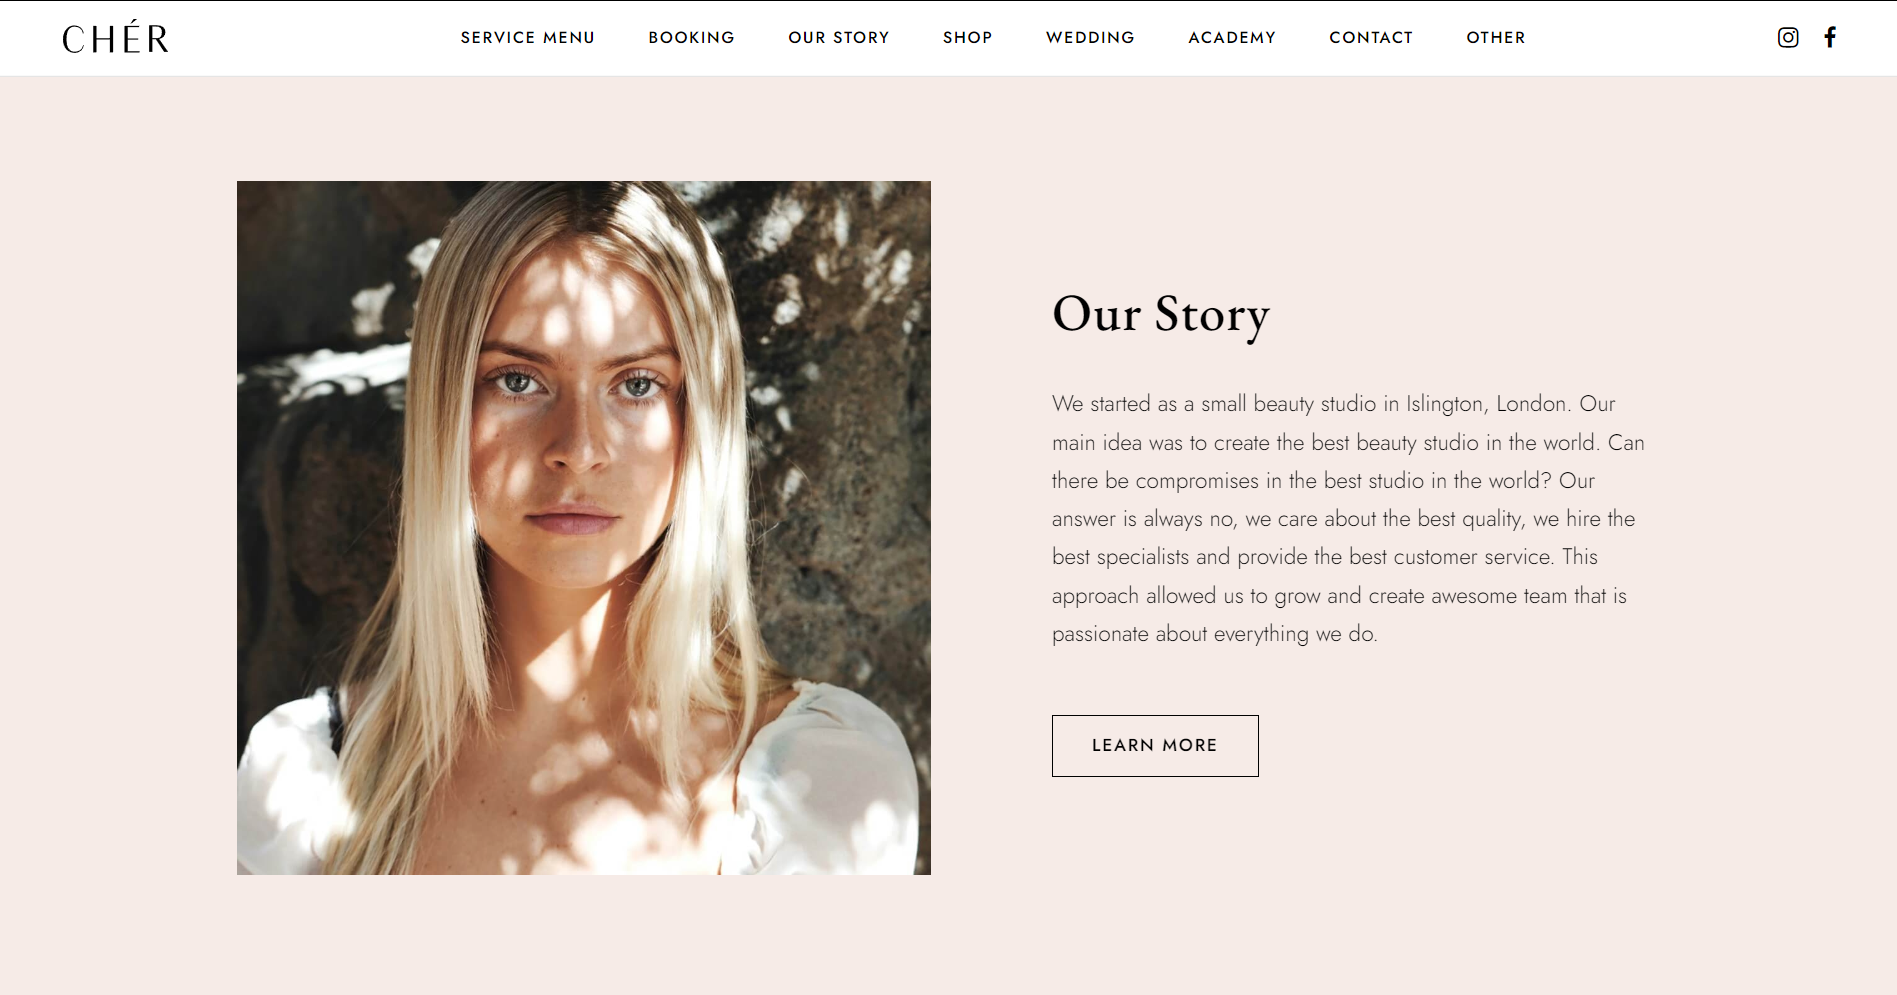 CHÉR
SERVICE MENU
BOOKING
OUR STORY
SHOP
WEDDING
ACADEMY
CONTACT
OTHER
Our Story
We started as a small beauty studio in Islington, London. Our
main idea was to create the best beauty studio in the world. Can
there be compromises in the best studio in the world? Our
answer is always no, we care about the best quality, we hire the
best specialists and provide the best customer service. This
approach allowed us to grow and create awesome team that is
passionate about everything we do.
LEARN MORE